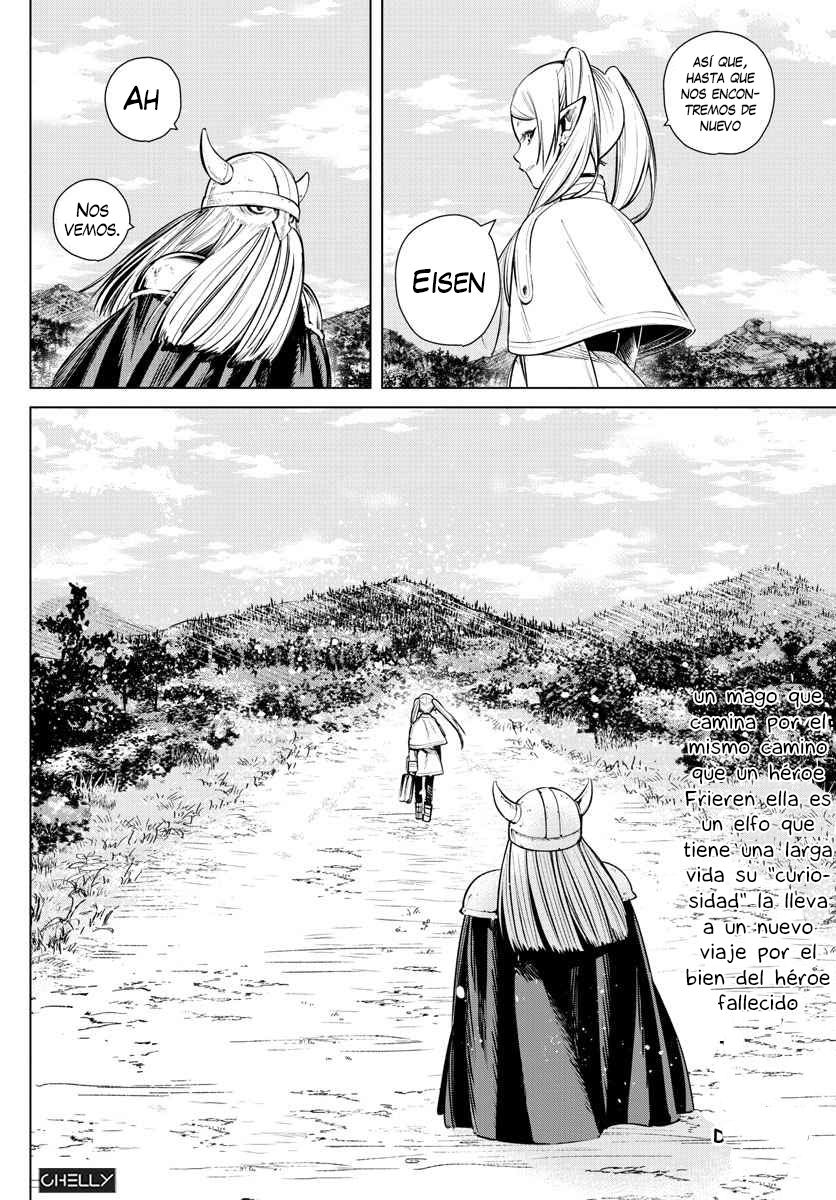 ASÍ QUE,
HASTA QUE
NOS ENCON-
TREMOS DE
NUEVO
EISEN
AH
NOS
VEMOS.
un mago que
camina por el
mismo camino
que un héroe
Frieren ella es
un elfo que
tiene una larga
vida su "curio-
sidad" la lleva
a un nuevo
viaje por el
bien del héroe
fallecido
D
CHELLY